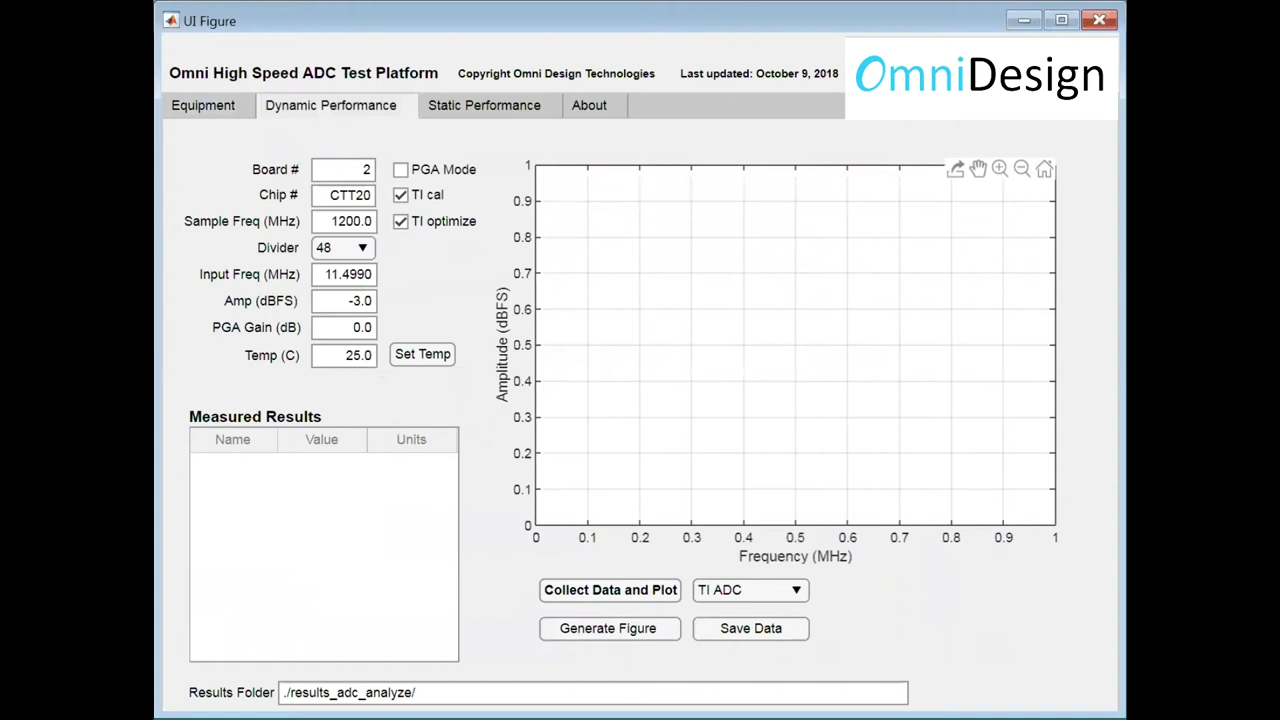 UI Figure
Omni High Speed ADC Test Platform Copyright Omni Design Technologies Last updated: October 9, 2018
OmniDesign
Equipment Dynamic Performance Static Performance About
Board # 2 PGA Mode
Chip # CTT20 TI cal
Sample Freq (MHz) 1200.0 TI optimize
Divider 48
Input Freq (MHz) 11.4990
Amp (dBFS) -3.0
PGA Gain (dB) 0.0
Temp (C) 25.0 Set Temp
Measured Results
Name Value Units
Amplitude (dBFS)
1
0.9
0.8
0.7
0.6
0.5
0.4
0.3
0.2
0.1
0
0 0.1 0.2 0.3 0.4 0.5 0.6 0.7 0.8 0.9 1
Frequency (MHz)
Collect Data and Plot TI ADC
Generate Figure Save Data
Results Folder ./results_adc_analyze/